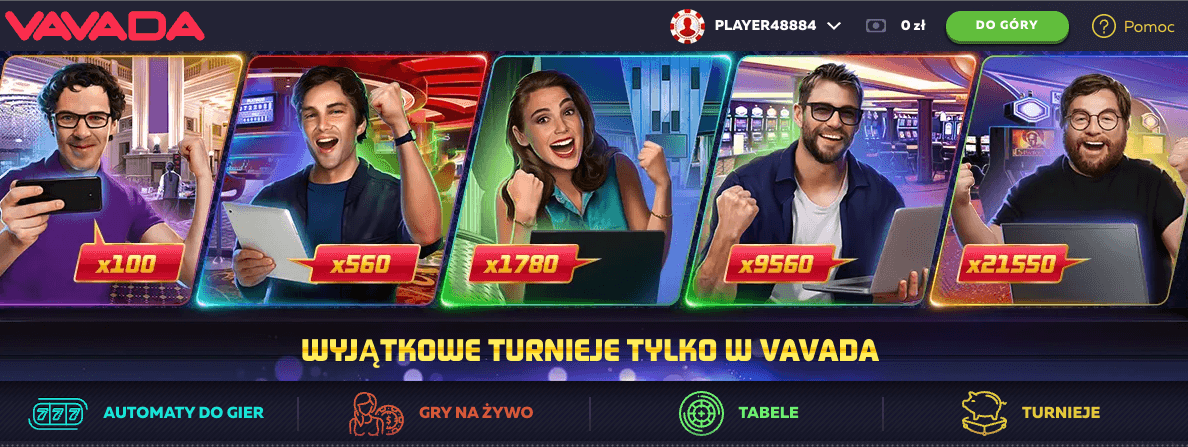 VAVADA
PLAYER48884
0 zł
DO GÓRY
? Pomoc
x100
x560
x1780
x9560
x21550
WYJĄTKOWE TURNIEJE TYLKO W VAVADA
777 AUTOMATY DO GIER
$ GRY NA ŻYWO
TABELE
TURNIEJE